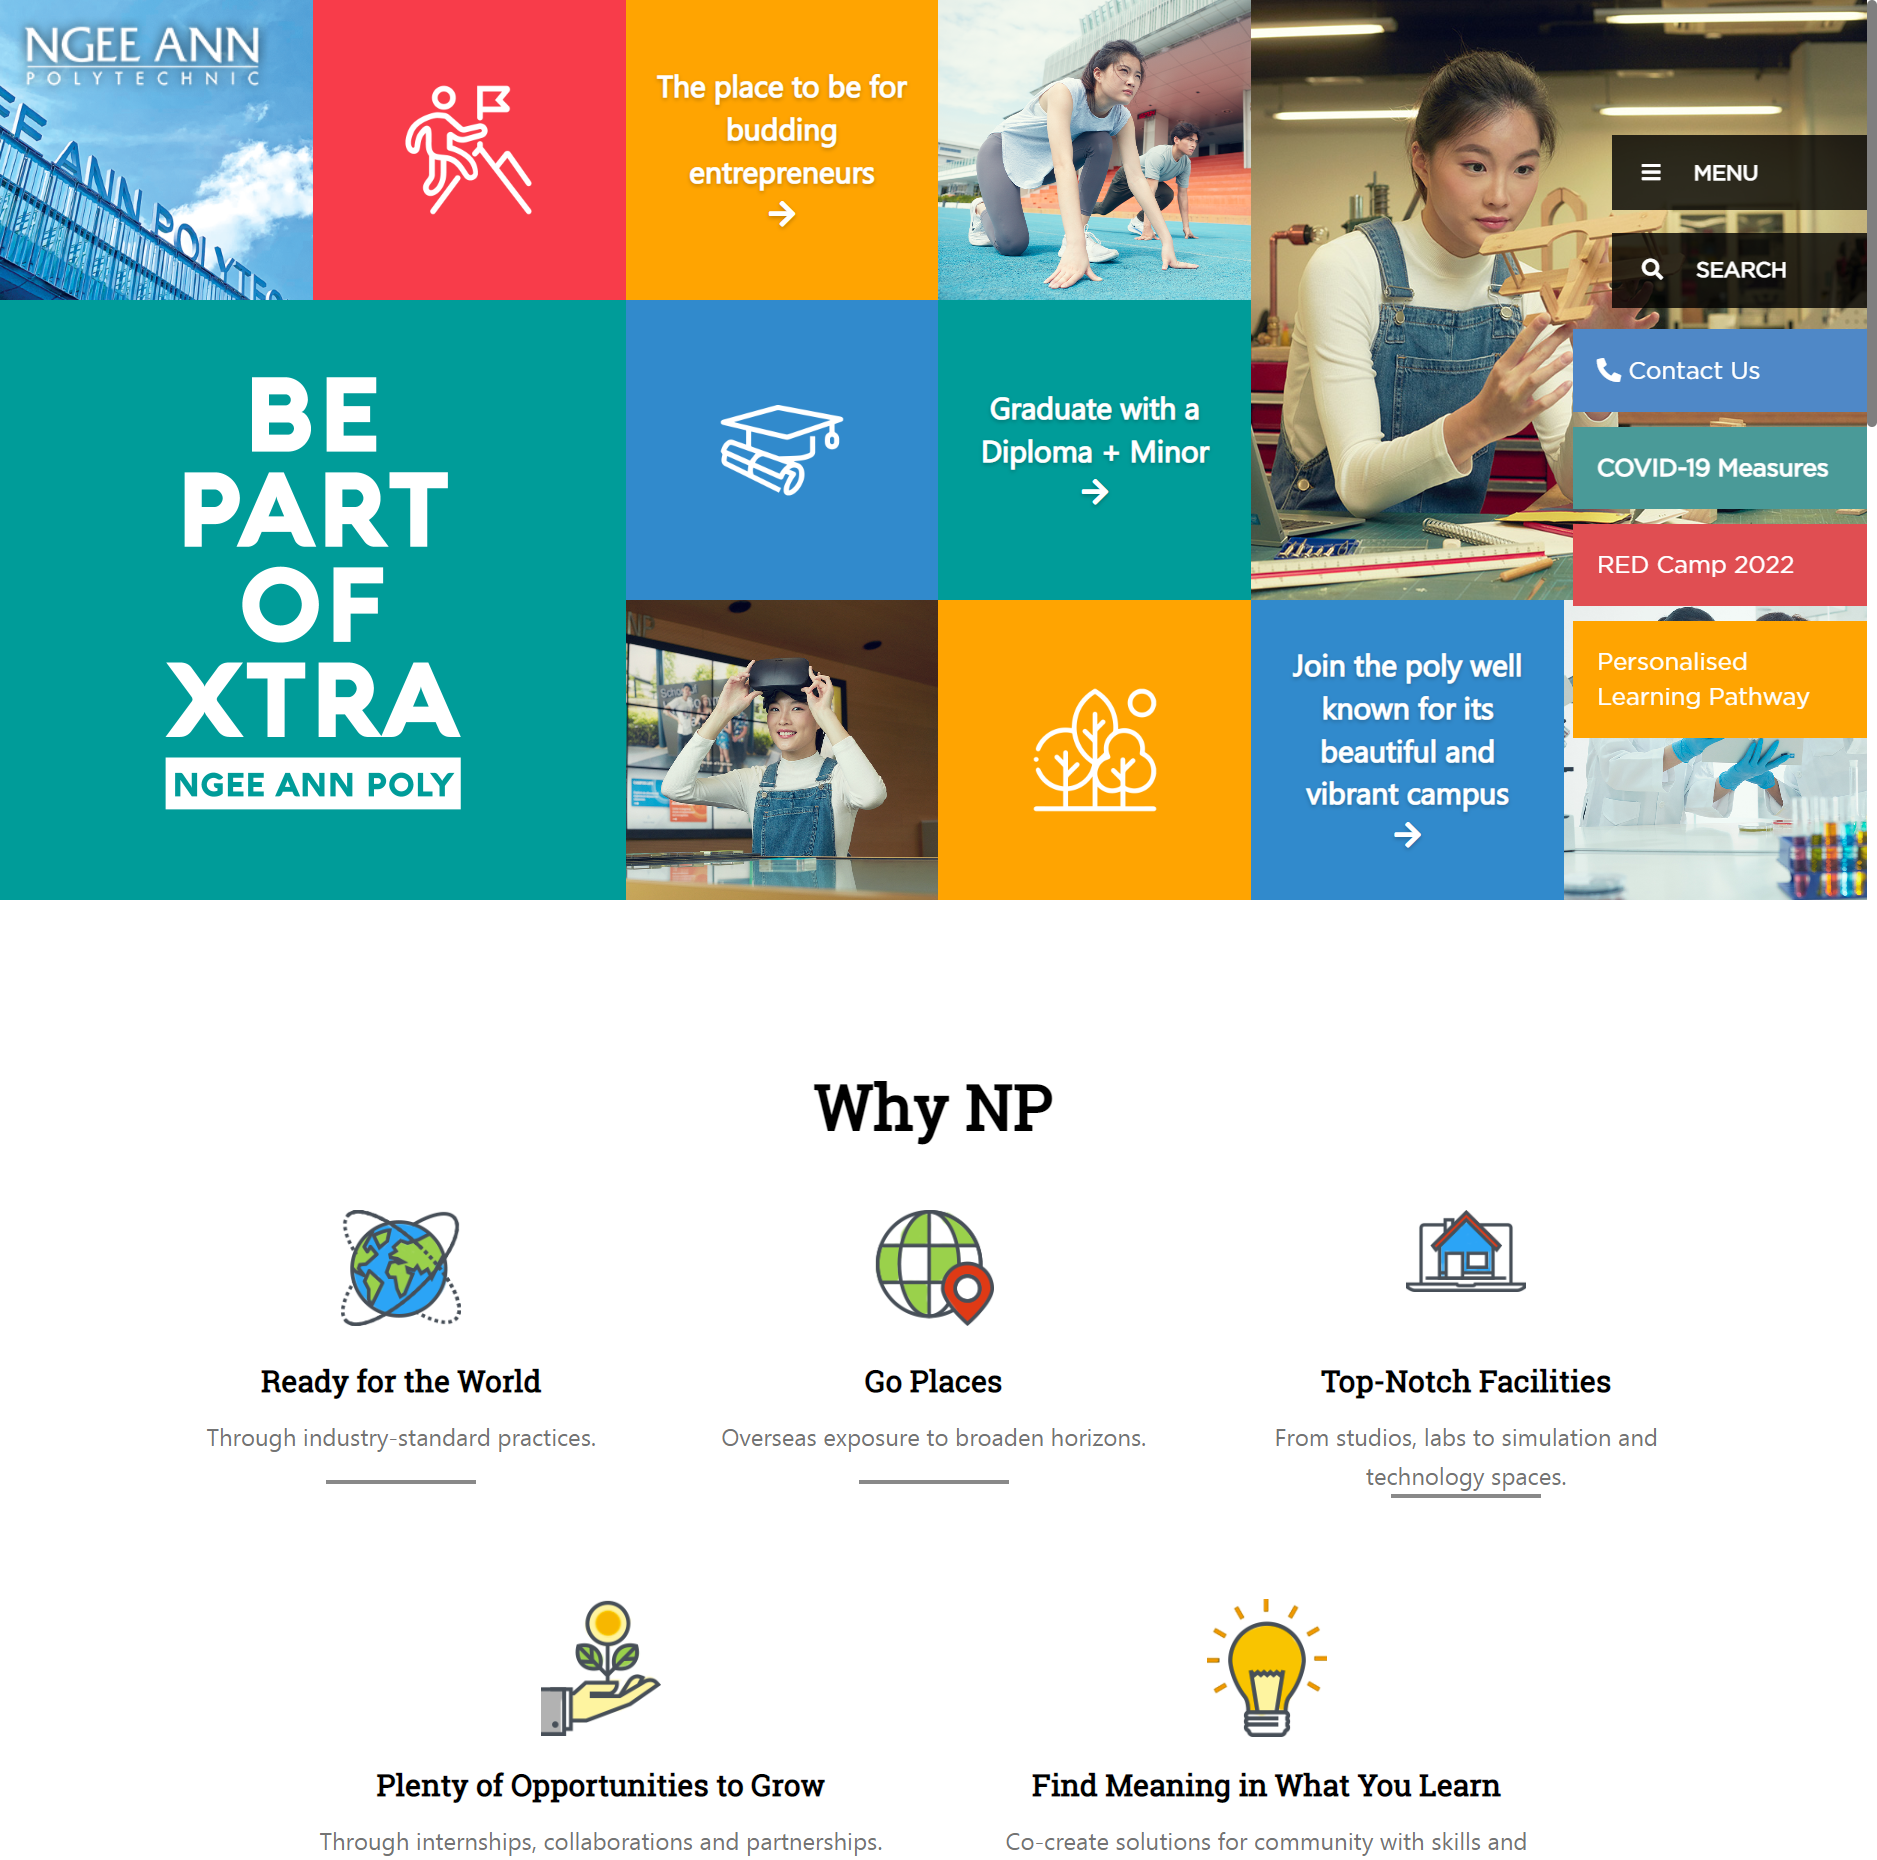 NGEE ANN
POLYTECHNIC
EE ANN POLYTEC
The place to be for
budding
entrepreneurs
MENU
SEARCH
Contact Us
COVID-19 Measures
RED Camp 2022
Personalised
Learning Pathway
BE
PART
OF
XTRA
NGEE ANN POLY
Graduate with a
Diploma + Minor
Join the poly well
known for its
beautiful and
vibrant campus
Why NP
Ready for the World
Through industry-standard practices.
Go Places
Overseas exposure to broaden horizons.
Top-Notch Facilities
From studios, labs to simulation and
technology spaces.
Plenty of Opportunities to Grow
Through internships, collaborations and partnerships.
Find Meaning in What You Learn
Co-create solutions for community with skills and